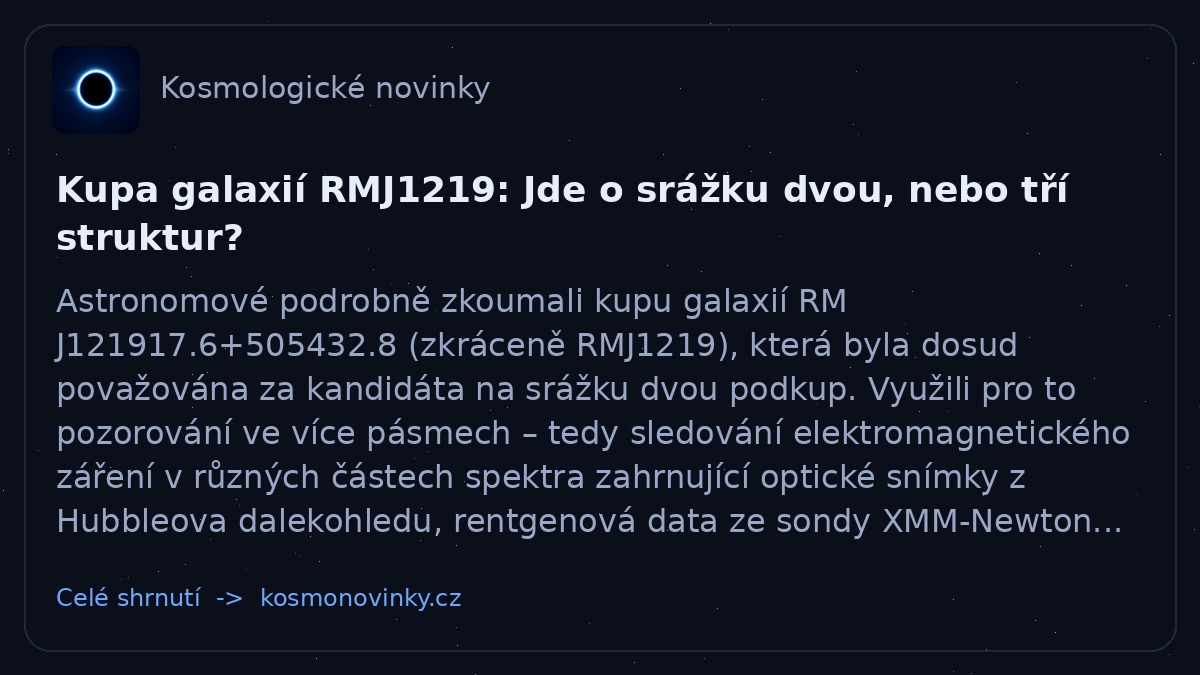 Kosmologické novinky
Kupa galaxií RMJ1219: Jde o srážku dvou, nebo tří
struktur?
Astronomové podrobně zkoumali kupu galaxií RM
J121917.6+505432.8 (zkráceně RMJ1219), která byla dosud
považována za kandidáta na srážku dvou podkup. Využili pro to
pozorování ve více pásmech – tedy sledování elektromagnetického
záření v různých částech spektra zahrnující optické snímky z
Hubbleova dalekohledu, rentgenová data ze sondy XMM-Newton…
Celé shrnutí -> kosmonovinky.cz